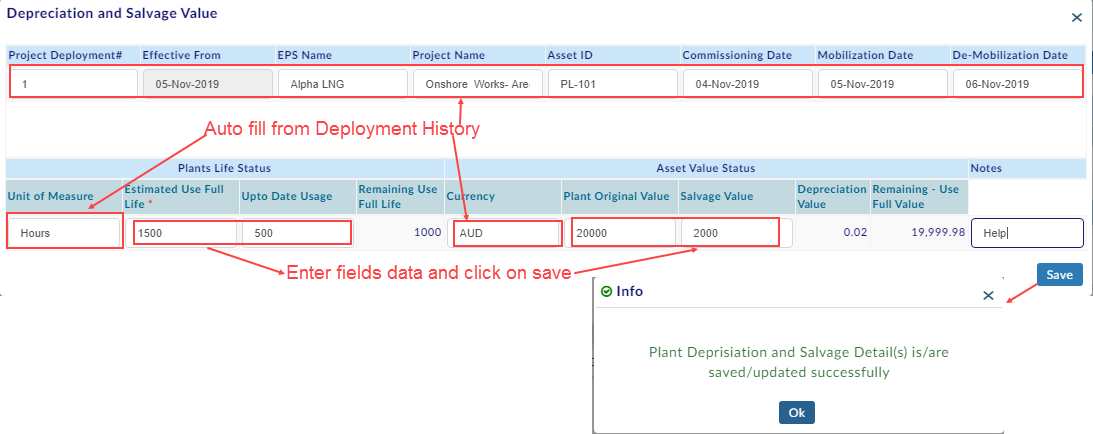 Depreciation and Salvage Value
Project Deployment# Effective From EPS Name Project Name Asset ID Commissioning Date Mobilization Date De-Mobilization Date
1 05-Nov-2019 Alpha LNG Onshore Works- Are PL-101 04-Nov-2019 05-Nov-2019 06-Nov-2019
Auto fill from Deployment History
Plants Life Status Asset Value Status Notes
Unit of Measure Estimated Use Full Life * Upto Date Usage Remaining Use Full Life Currency Plant Original Value Salvage Value Depreciation Value Remaining - Use Full Value
Hours 1500 500 1000 AUD 20000 2000 0.02 19,999.98 Help
Enter fields data and click on save
Save
Info
Plant Deprisiation and Salvage Detail(s) is/are
saved/updated successfully
Ok